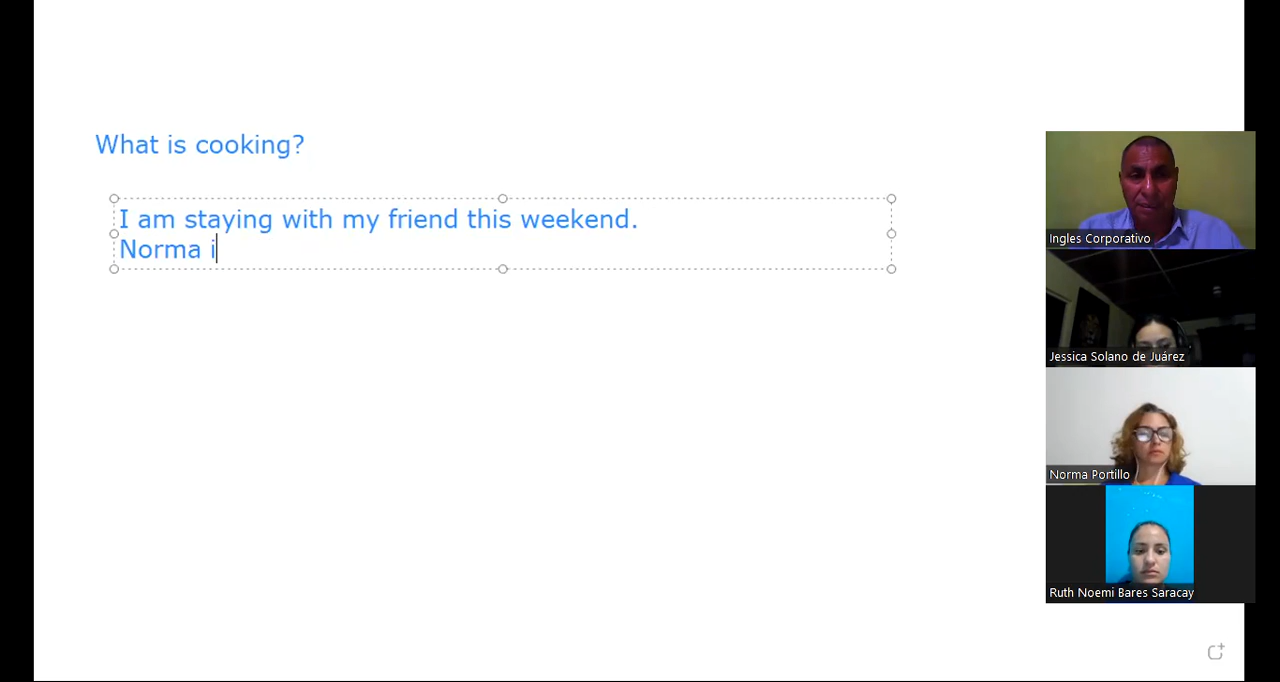 What is cooking?
I am staying with my friend this weekend.
Norma i
Ingles Corporativo
Jessica Solano de Juárez
Norma Portillo
Ruth Noemi Bares Saracay